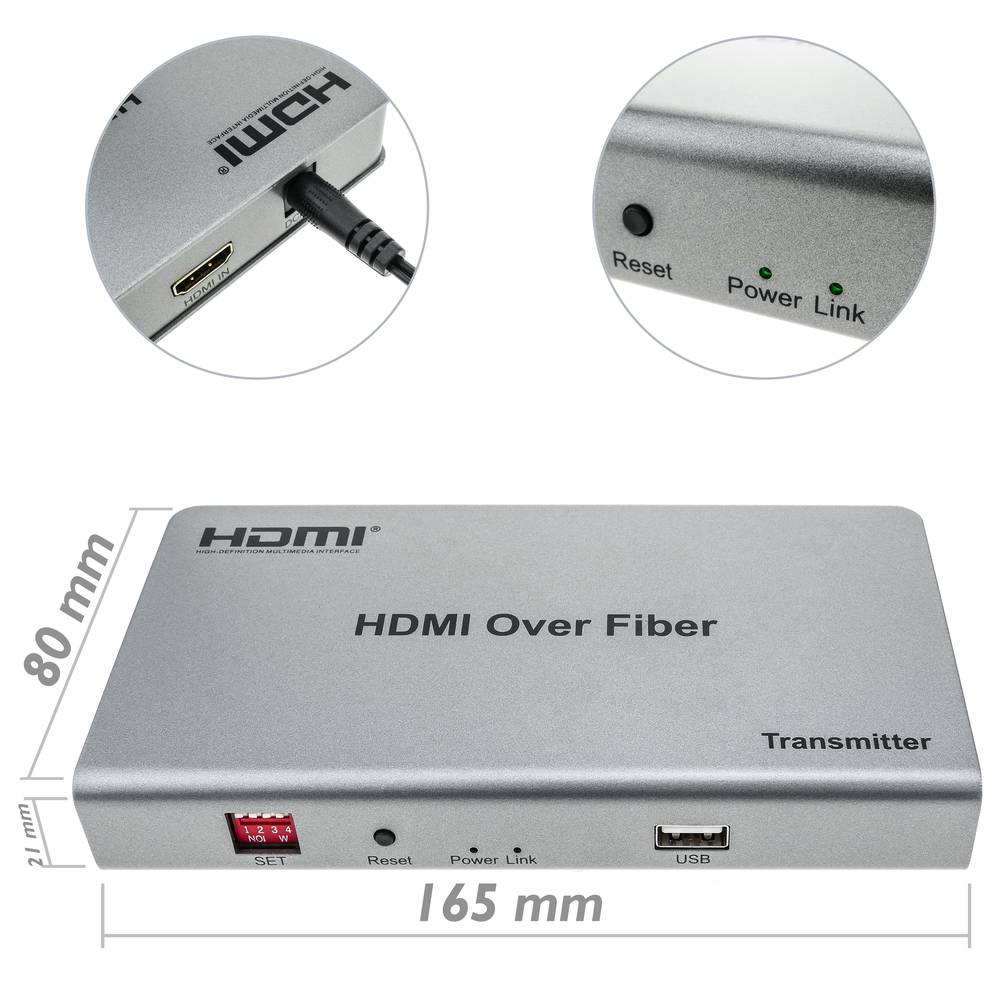 HDMI®
HIGH-DEFINITION MULTIMEDIA INTERFACE
DC
HDMI IN
Reset
Power Link
HDMI®
HIGH-DEFINITION MULTIMEDIA INTERFACE
HDMI Over Fiber
Transmitter
80 mm
21 mm
1 2 3 4
SET
Reset
Power Link
USB
165 mm